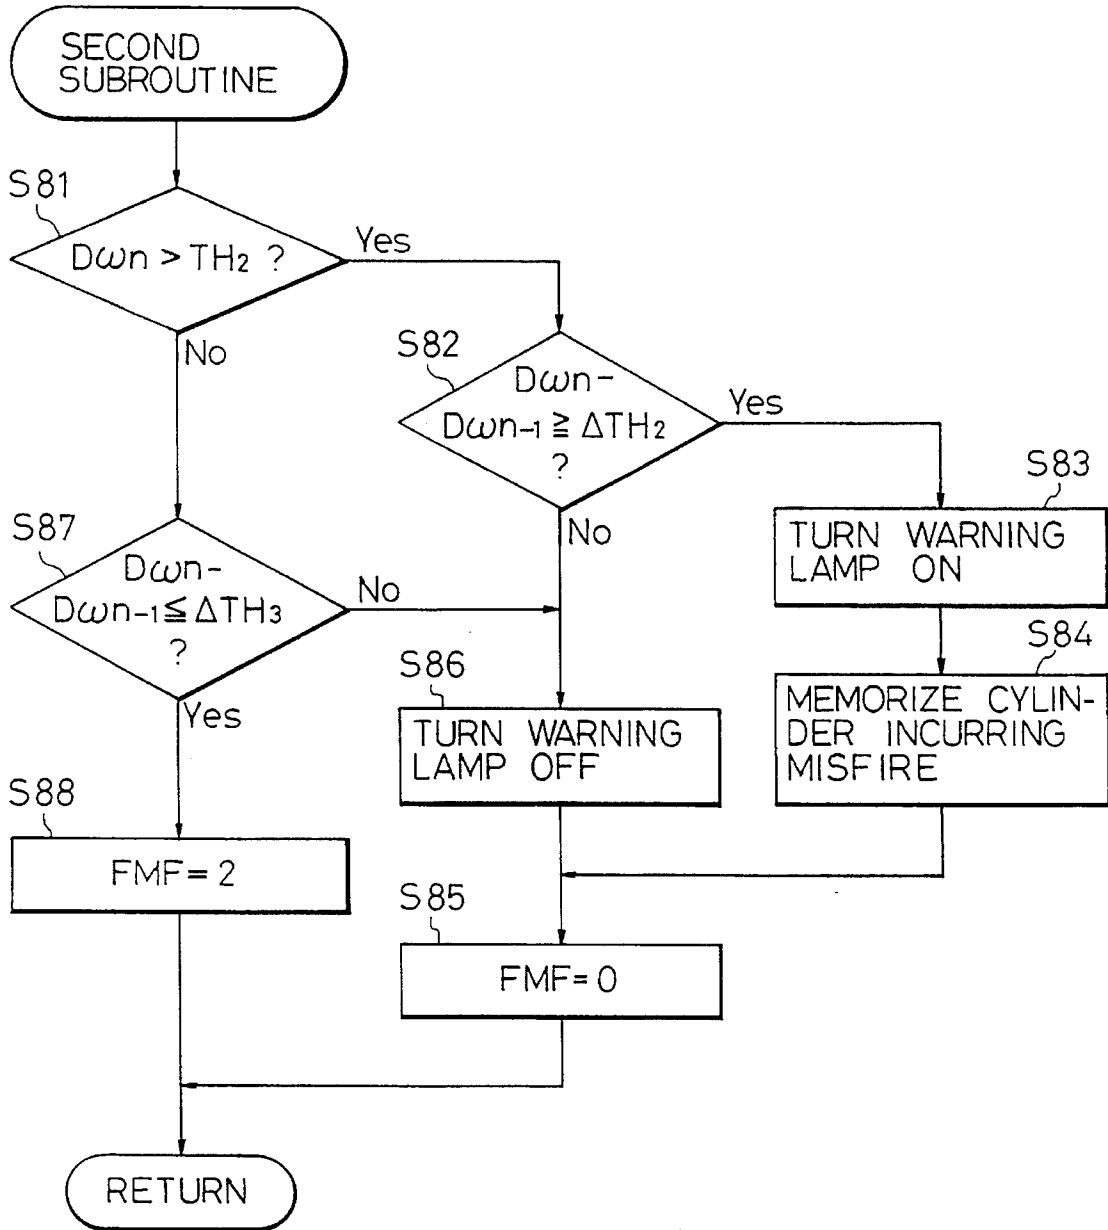 SECOND
SUBROUTINE
S81
Dωn > TH₂ ?
Yes
No
S82
Dωn-
Dωn-1 ≧ ΔTH₂
?
Yes
No
S83
TURN WARNING
LAMP ON
S84
MEMORIZE CYLIN-
DER INCURRING
MISFIRE
S87
Dωn-
Dωn-1 ≦ ΔTH₃
?
No
Yes
S86
TURN WARNING
LAMP OFF
S88
FMF=2
S85
FMF=0
RETURN